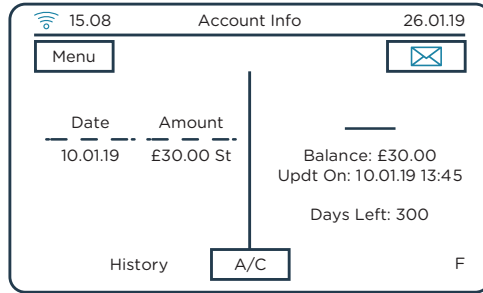 15.08 Account Info 26.01.19
Menu
Date Amount
10.01.19 £30.00 St
Balance: £30.00
Updt On: 10.01.19 13:45
Days Left: 300
History A/C F